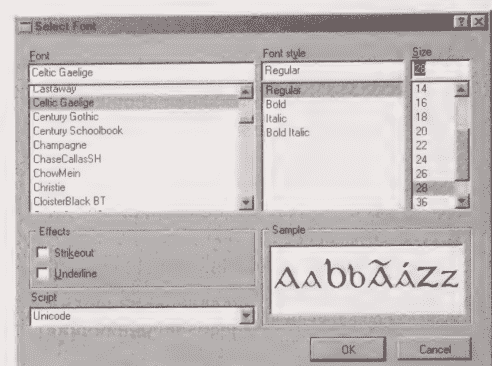 Select Font
Font
Font style
Size
Celtic Gaelige
Regular
28
Castaway
Celtic Gaelige
Century Gothic
Century Schoolbook
Champagne
ChaseCallasSH
ChowMein
Christie
CloisterBlack BT
Regular
Bold
Italic
Bold Italic
14
16
18
20
22
24
26
28
36
Effects
Strikeout
Underline
Sample
AaBbÃáZz
Script
Unicode
OK
Cancel